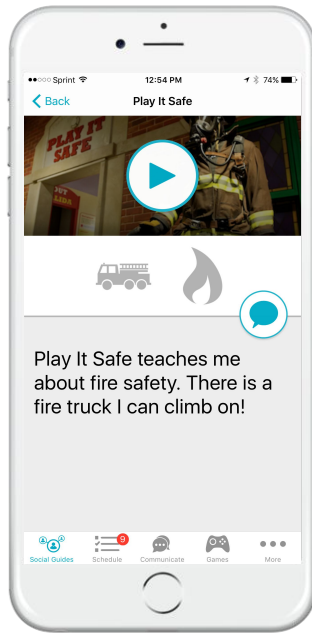 Sprint 12:54 PM 74%
Back Play It Safe
PLAY IT
SAFE
Play It Safe teaches me
about fire safety. There is a
fire truck I can climb on!
9
Social Guides Schedule Communicate Games More